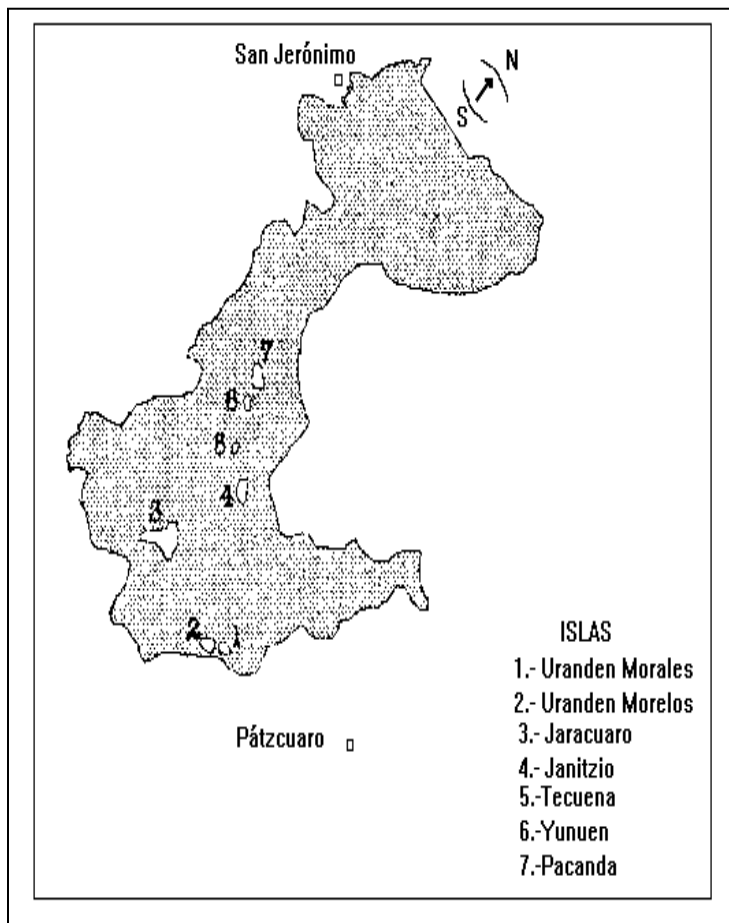 San Jerónimo
N
S
7
6
5
4
3
2
1
ISLAS
1.- Uranden Morales
2.- Uranden Morelos
3.- Jaracuaro
4.- Janitzio
5.-Tecuena
6.-Yunuen
7.-Pacanda
Pátzcuaro